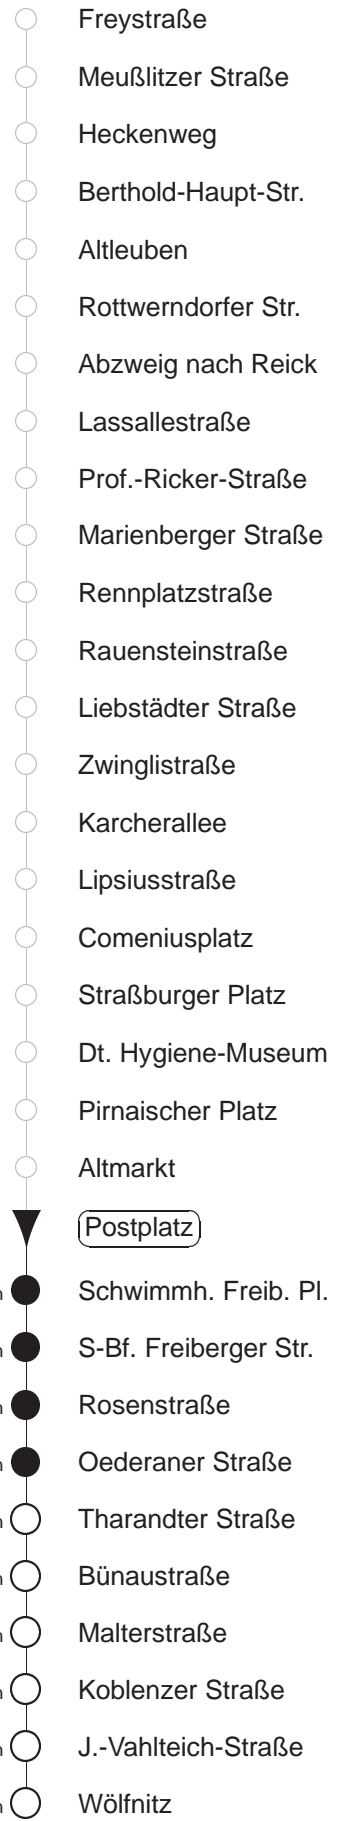 Freystraße
Meußlitzer Straße
Heckenweg
Berthold-Haupt-Str.
Altleuben
Rottwerndorfer Str.
Abzweig nach Reick
Lassallestraße
Prof.-Ricker-Straße
Marienberger Straße
Rennplatzstraße
Rauensteinstraße
Liebstädter Straße
Zwinglistraße
Karcherallee
Lipsiusstraße
Comeniusplatz
Straßburger Platz
Dt. Hygiene-Museum
Pirnaischer Platz
Altmarkt
Postplatz
Schwimmh. Freib. Pl.
S-Bf. Freiberger Str.
Rosenstraße
Oederaner Straße
Tharandter Straße
Bünaustraße
Malterstraße
Koblenzer Straße
J.-Vahlteich-Straße
Wölfnitz